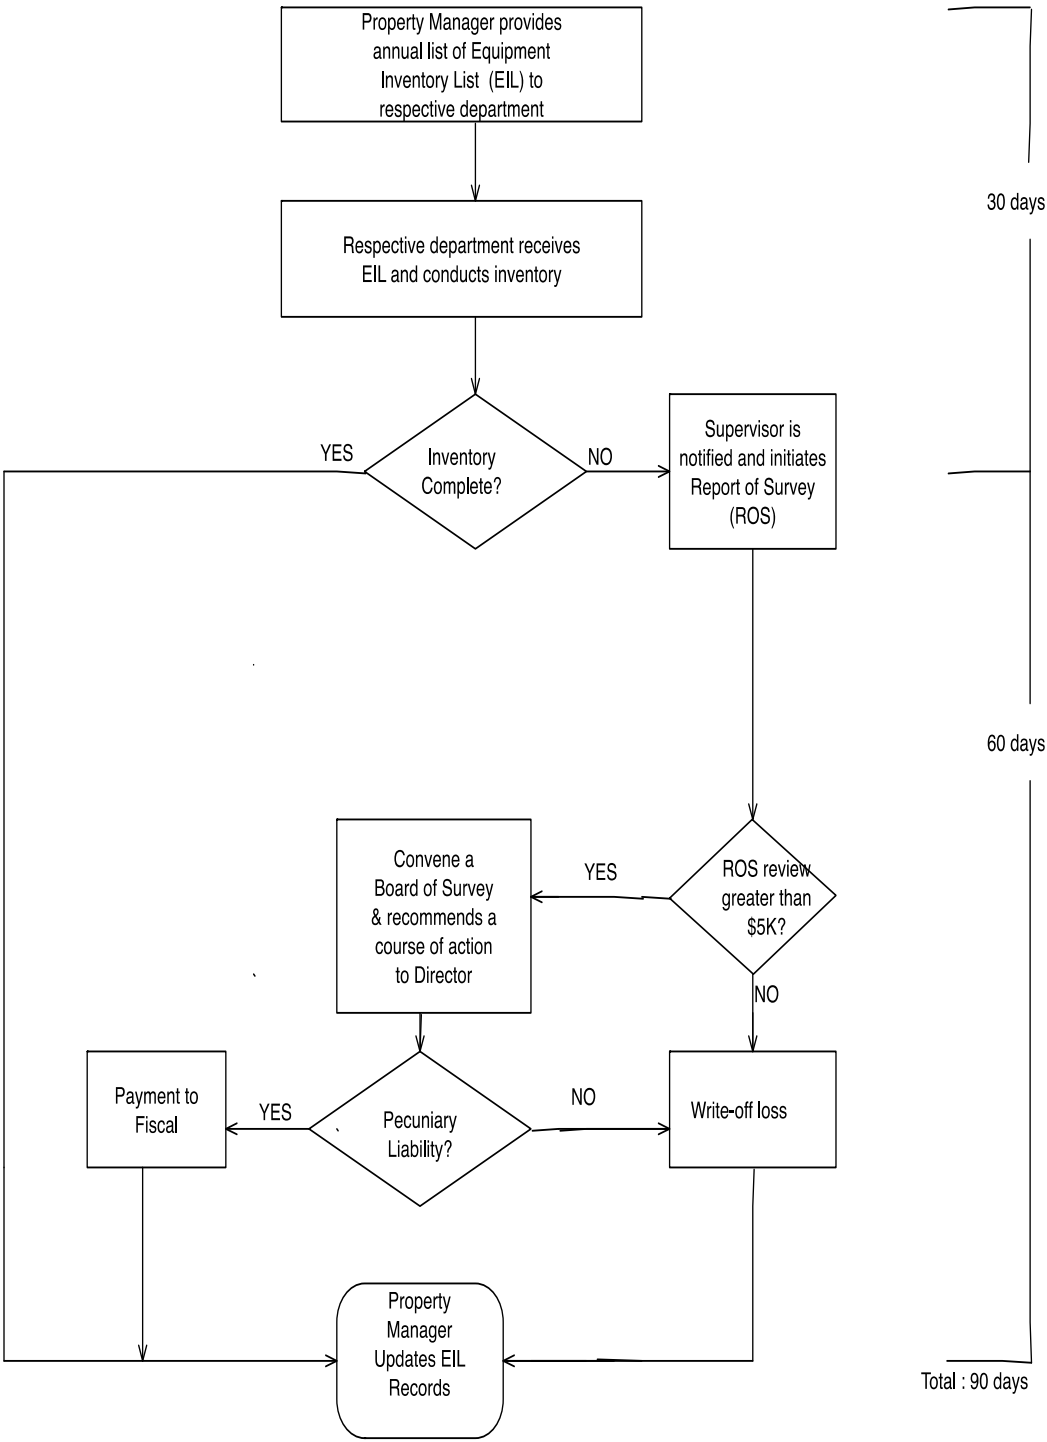 Property Manager provides
annual list of Equipment
Inventory List (EIL) to
respective department
30 days
Respective department receives
EIL and conducts inventory
YES
Inventory
Complete?
NO
Supervisor is
notified and initiates
Report of Survey
(ROS)
60 days
ROS review
greater than
$5K?
YES
Convene a
Board of Survey
& recommends a
course of action
to Director
NO
Payment to
Fiscal
YES
Pecuniary
Liability?
NO
Write-off loss
Property
Manager
Updates EIL
Records
Total : 90 days